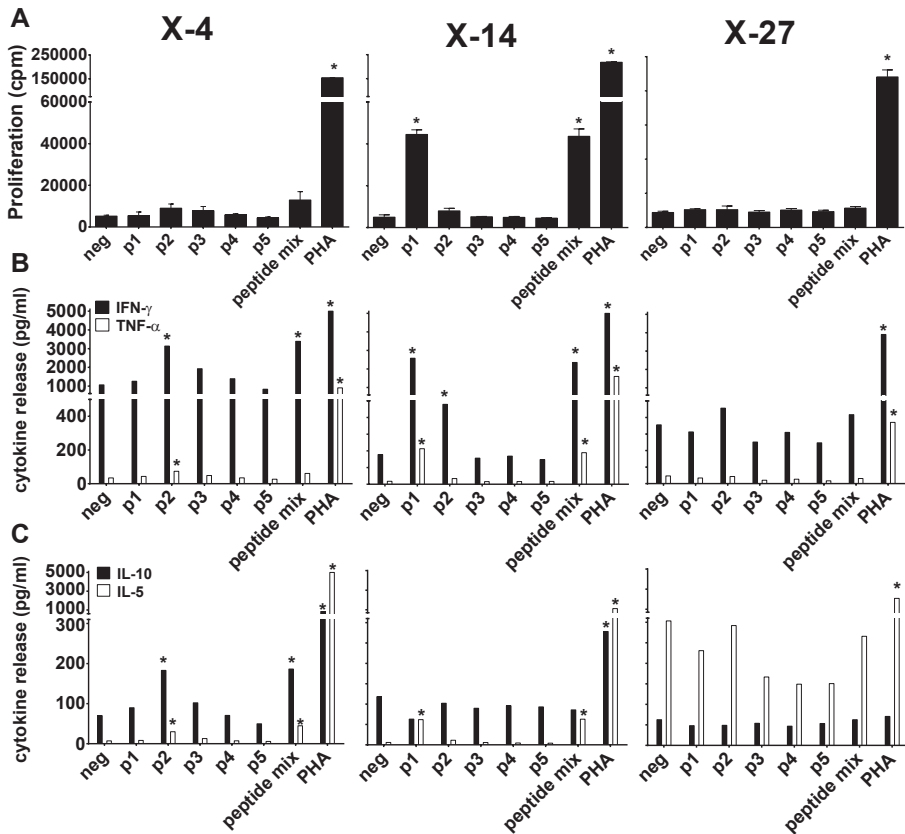 A
X-4
X-14
X-27
Proliferation (cpm)
250000
150000
60000
40000
20000
0
*
* * *
*
neg p1 p2 p3 p4 p5 peptide mix PHA
neg p1 p2 p3 p4 p5 peptide mix PHA
neg p1 p2 p3 p4 p5 peptide mix PHA
B
cytokine release (pg/ml)
IFN-γ
TNF-α
5000
4000
3000
2000
1000
400
200
0
* * * * *
* * * * * * *
* *
neg p1 p2 p3 p4 p5 peptide mix PHA
neg p1 p2 p3 p4 p5 peptide mix PHA
neg p1 p2 p3 p4 p5 peptide mix PHA
C
cytokine release (pg/ml)
IL-10
IL-5
5000
3000
1000
300
200
100
0
* * * * * *
* * * *
*
neg p1 p2 p3 p4 p5 peptide mix PHA
neg p1 p2 p3 p4 p5 peptide mix PHA
neg p1 p2 p3 p4 p5 peptide mix PHA